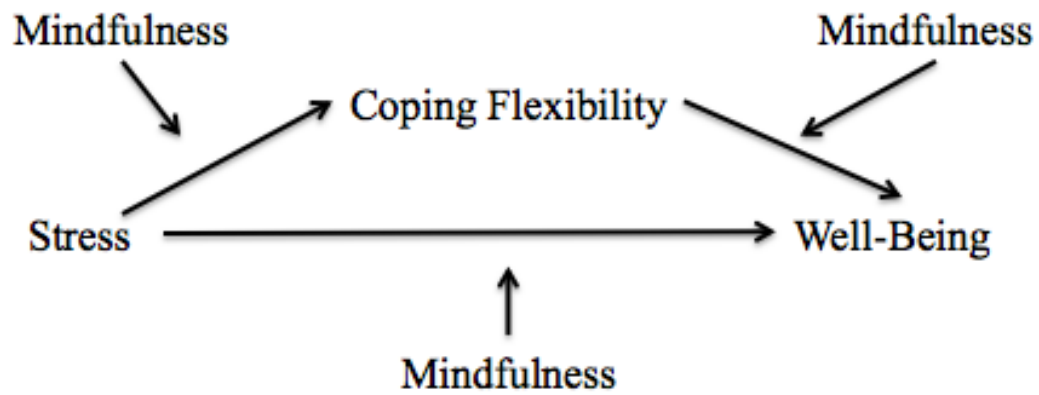 Mindfulness
Mindfulness
Coping Flexibility
Stress
Well-Being
Mindfulness